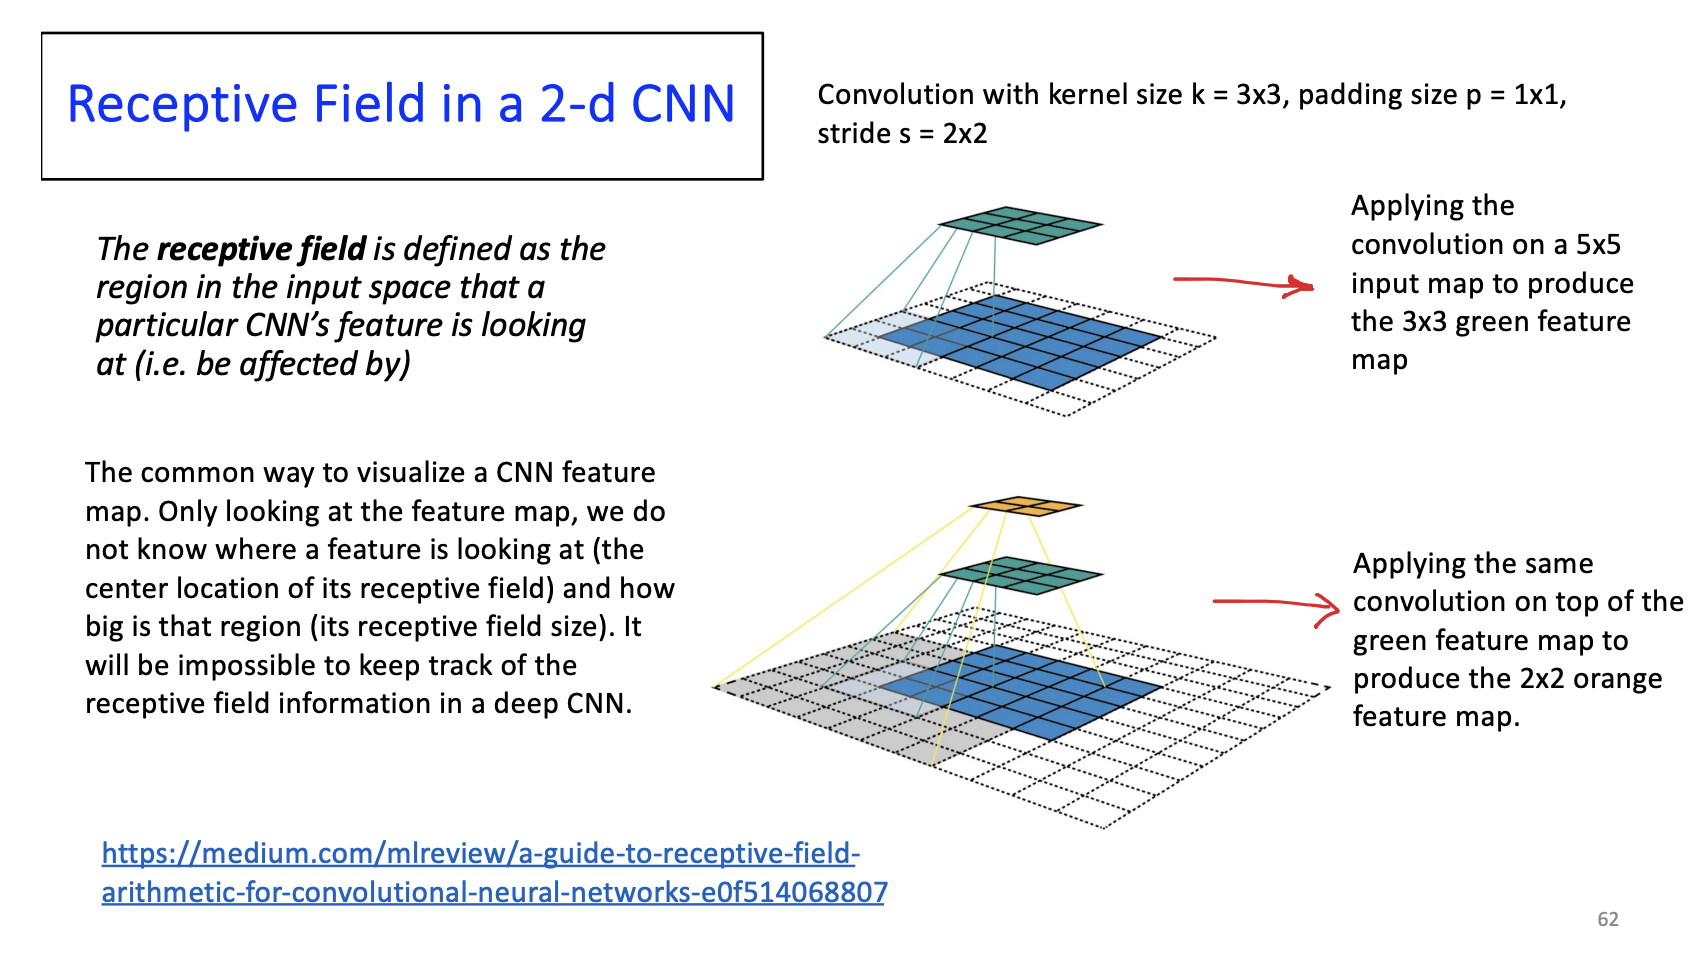 Receptive Field in a 2-d CNN
Convolution with kernel size k = 3x3, padding size p = 1x1,
stride s = 2x2
The receptive field is defined as the
region in the input space that a
particular CNN's feature is looking
at (i.e. be affected by)
Applying the
convolution on a 5x5
input map to produce
the 3x3 green feature
map
The common way to visualize a CNN feature
map. Only looking at the feature map, we do
not know where a feature is looking at (the
center location of its receptive field) and how
big is that region (its receptive field size). It
will be impossible to keep track of the
receptive field information in a deep CNN.
Applying the same
convolution on top of the
green feature map to
produce the 2x2 orange
feature map.
https://medium.com/mlreview/a-guide-to-receptive-field-
arithmetic-for-convolutional-neural-networks-e0f514068807
62